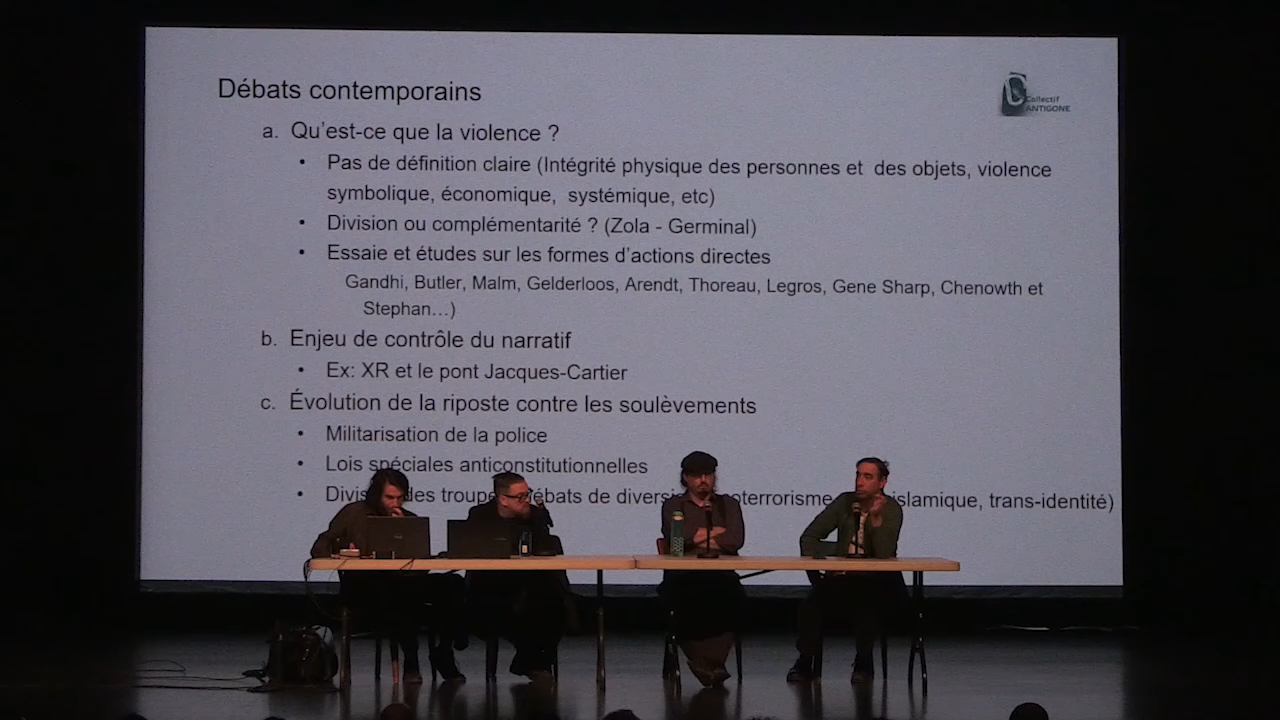 Débats contemporains
Collectif
ANTIGONE
a. Qu'est-ce que la violence ?
• Pas de définition claire (Intégrité physique des personnes et des objets, violence
symbolique, économique, systémique, etc)
• Division ou complémentarité ? (Zola - Germinal)
• Essaie et études sur les formes d'actions directes
Gandhi, Butler, Malm, Gelderloos, Arendt, Thoreau, Legros, Gene Sharp, Chenowth et
Stephan…)
b. Enjeu de contrôle du narratif
• Ex: XR et le pont Jacques-Cartier
c. Évolution de la riposte contre les soulèvements
• Militarisation de la police
• Lois spéciales anticonstitutionnelles
• des débats de islamique, trans-identité)